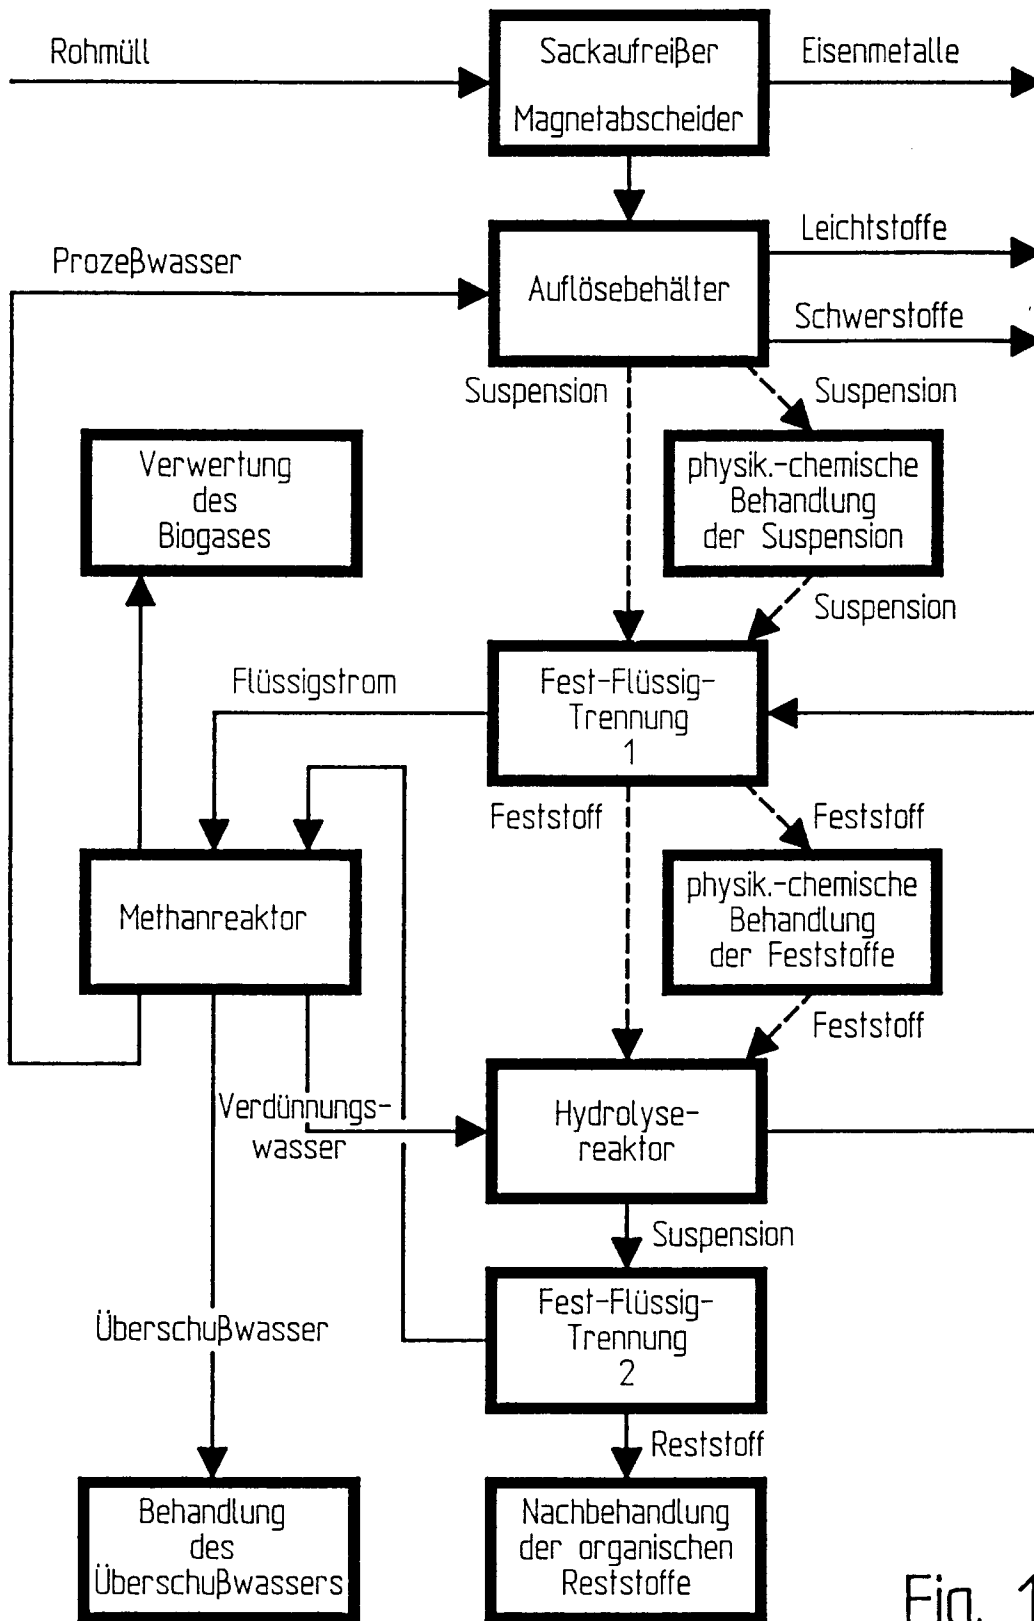 Rohmüll
Sackaufreißer
Magnetabscheider
Eisenmetalle
Leichtstoffe
Prozeßwasser
Auflösebehälter
Schwerstoffe
Suspension
Suspension
Verwertung
des
Biogases
physik.-chemische
Behandlung
der Suspension
Suspension
Flüssigstrom
Fest-Flüssig-
Trennung
1
Feststoff
Feststoff
Methanreaktor
physik.-chemische
Behandlung
der Feststoffe
Feststoff
Verdünnungs-
wasser
Hydrolyse-
reaktor
Suspension
Überschußwasser
Fest-Flüssig-
Trennung
2
Reststoff
Behandlung
des
Überschußwassers
Nachbehandlung
der organischen
Reststoffe
Fig. 1